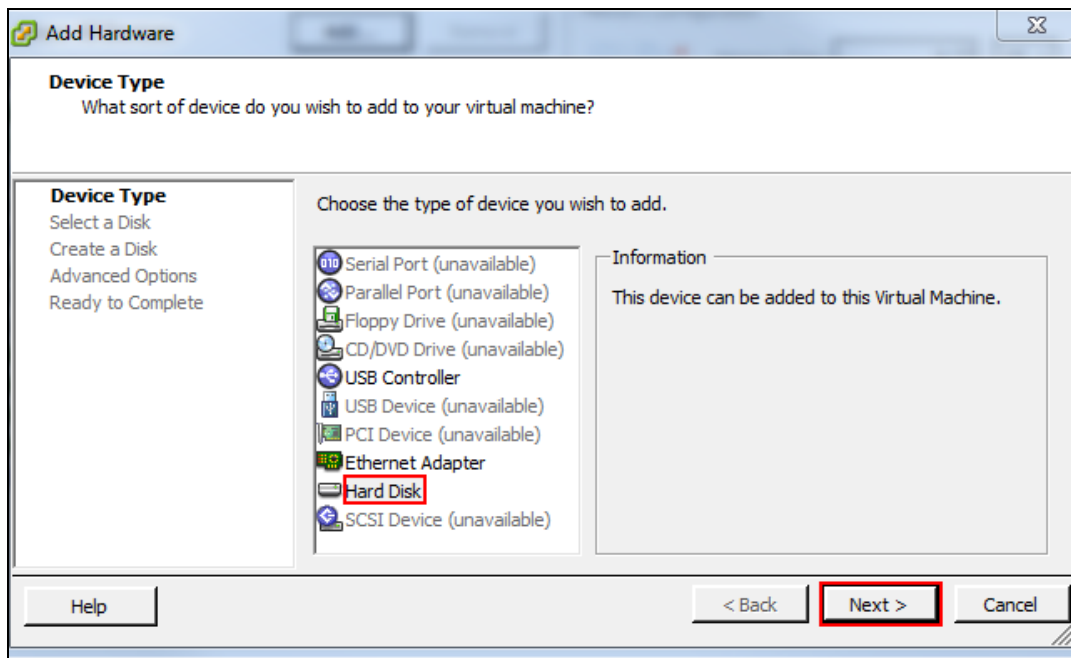 Add Hardware
Device Type
What sort of device do you wish to add to your virtual machine?
Device Type
Select a Disk
Create a Disk
Advanced Options
Ready to Complete
Choose the type of device you wish to add.
Serial Port (unavailable)
Parallel Port (unavailable)
Floppy Drive (unavailable)
CD/DVD Drive (unavailable)
USB Controller
USB Device (unavailable)
PCI Device (unavailable)
Ethernet Adapter
Hard Disk
SCSI Device (unavailable)
Information
This device can be added to this Virtual Machine.
Help
< Back
Next >
Cancel